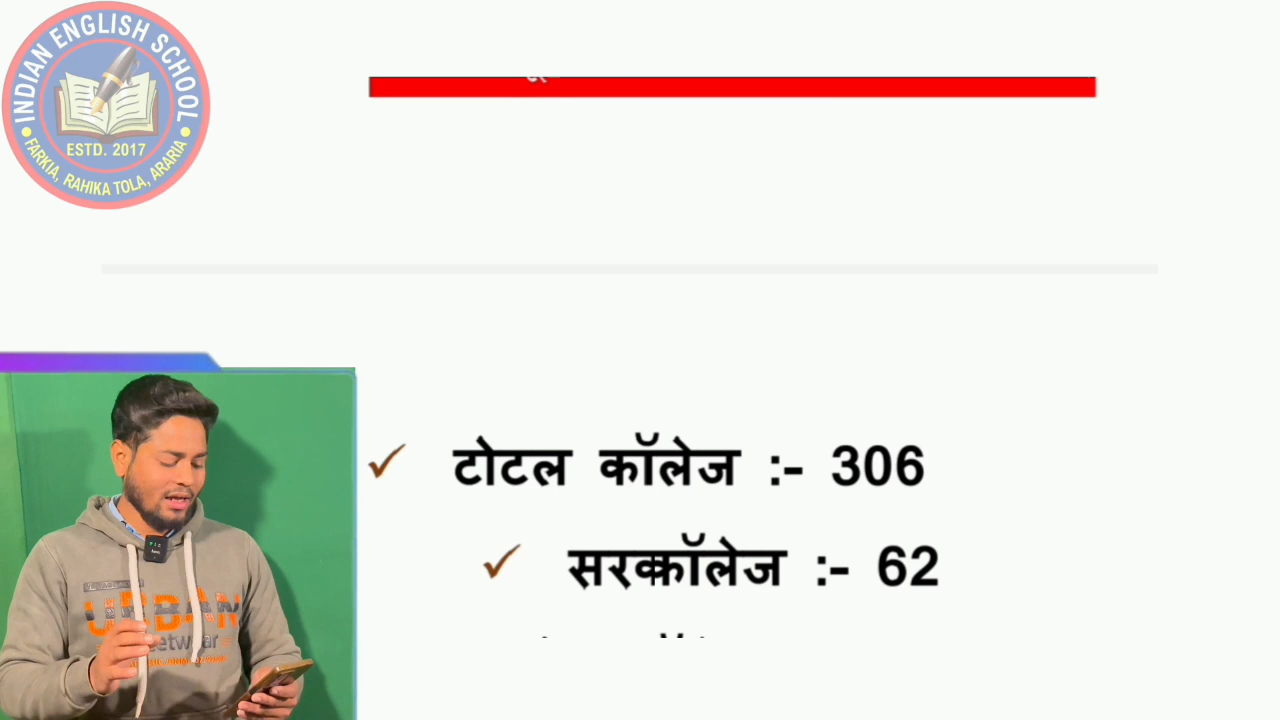 INDIAN ENGLISH SCHOOL
ESTD. 2017
FARKIA, RAHIKA TOLA, ARARIA
टोटल कॉलेज :- 306
सरकॉलेज :- 62
URBAN